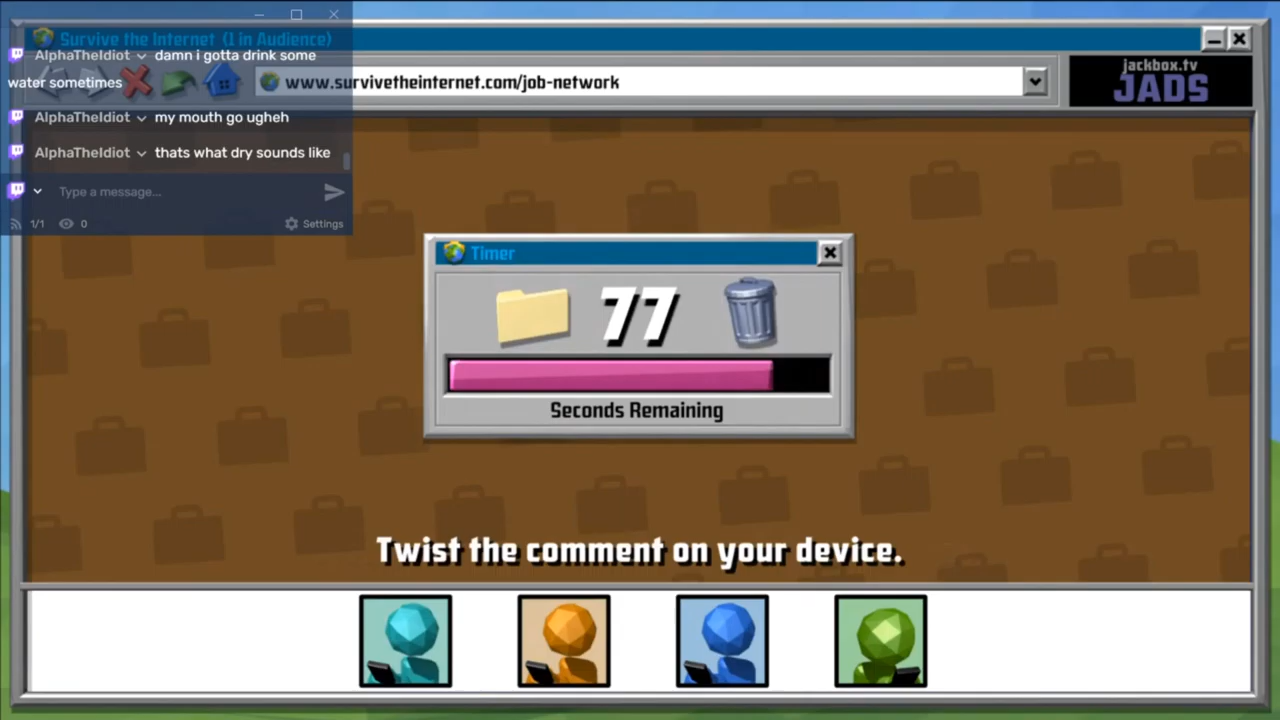 Survive the Internet (1 in Audience)
AlphaTheIdiot damn i gotta drink some
water sometimes
AlphaTheIdiot my mouth go ugheh
AlphaTheIdiot thats what dry sounds like
Type a message...
1/1 0 Settings
www.survivetheinternet.com/job-network
jackbox.tv
JADS
Timer
77
Seconds Remaining
Twist the comment on your device.